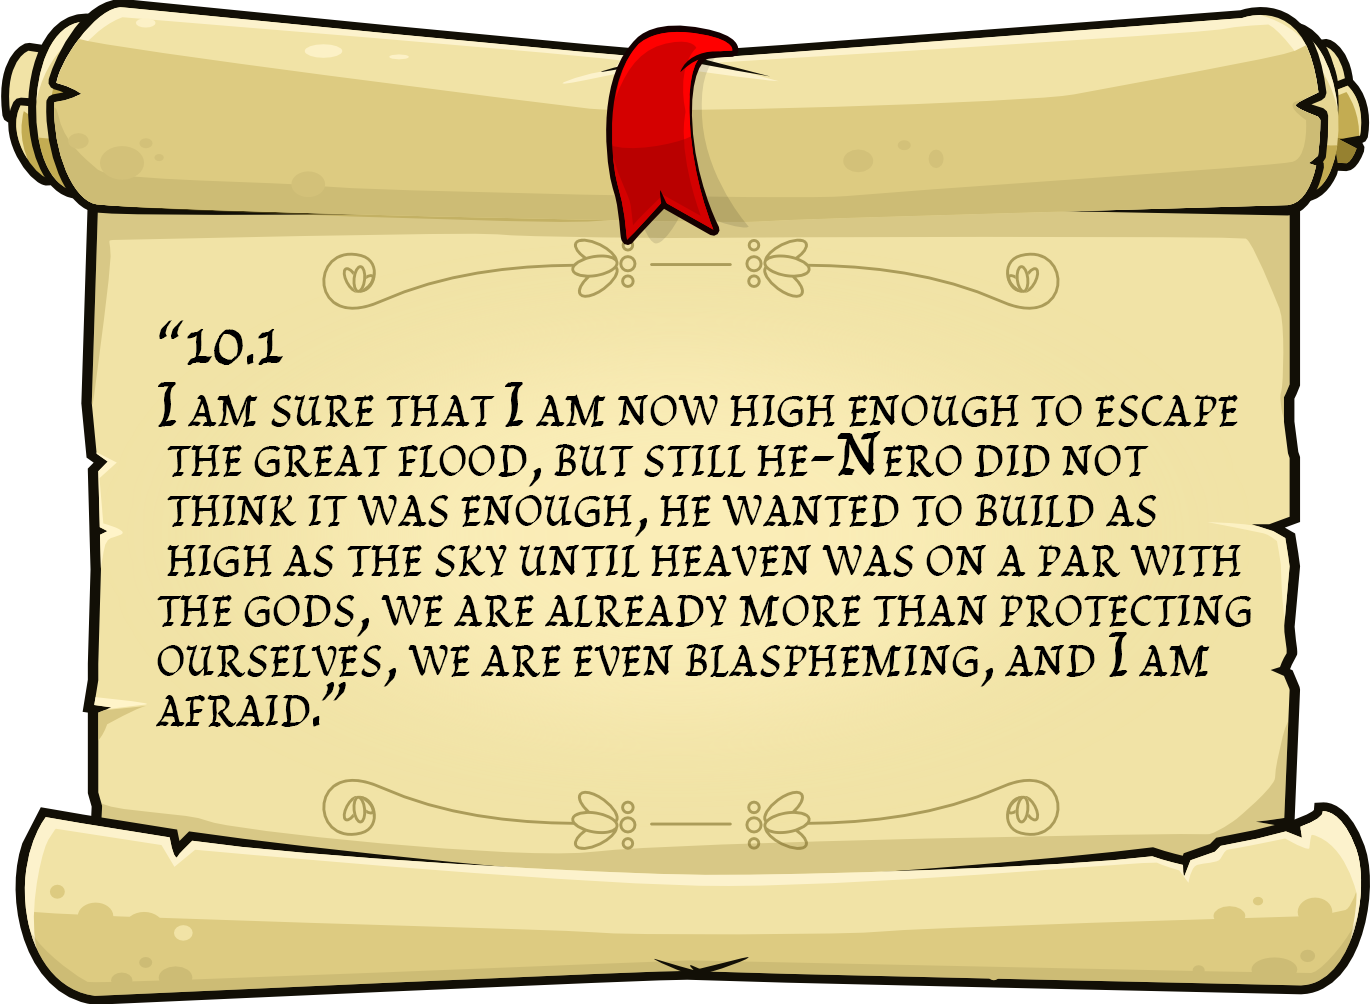 “10.1
I am sure that I am now high enough to escape
the great flood, but still he-Nero did not
think it was enough, he wanted to build as
high as the sky until heaven was on a par with
the gods, we are already more than protecting
ourselves, we are even blaspheming, and I am
afraid.”